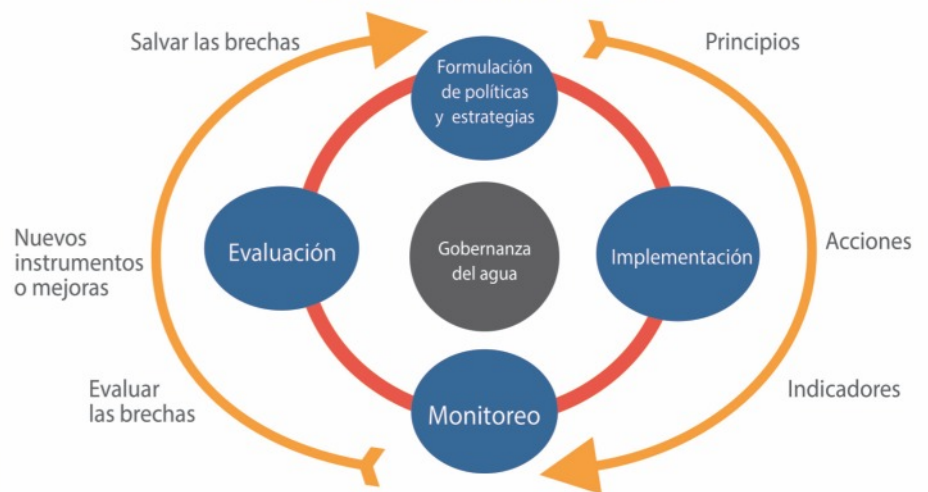 Salvar las brechas
Principios
Formulación
de políticas
y estrategias
Nuevos
instrumentos
o mejoras
Evaluación
Gobernanza
del agua
Implementación
Acciones
Evaluar
las brechas
Monitoreo
Indicadores